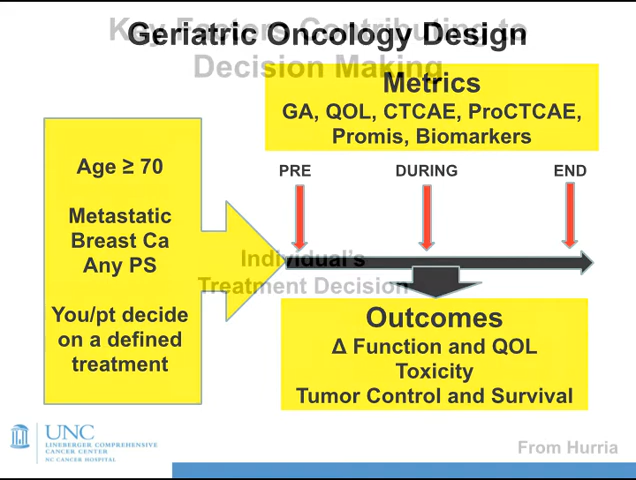 Key Factors Contributing to
Decision Making
Geriatric Oncology Design
Metrics
GA, QOL, CTCAE, ProCTCAE,
Promis, Biomarkers
Age ≥ 70
Metastatic
Breast Ca
Any PS
You/pt decide
on a defined
treatment
PRE
DURING
END
Individual's
Treatment Decision
Outcomes
Δ Function and QOL
Toxicity
Tumor Control and Survival
UNC
LINEBERGER COMPREHENSIVE
CANCER CENTER
NC CANCER HOSPITAL
From Hurria